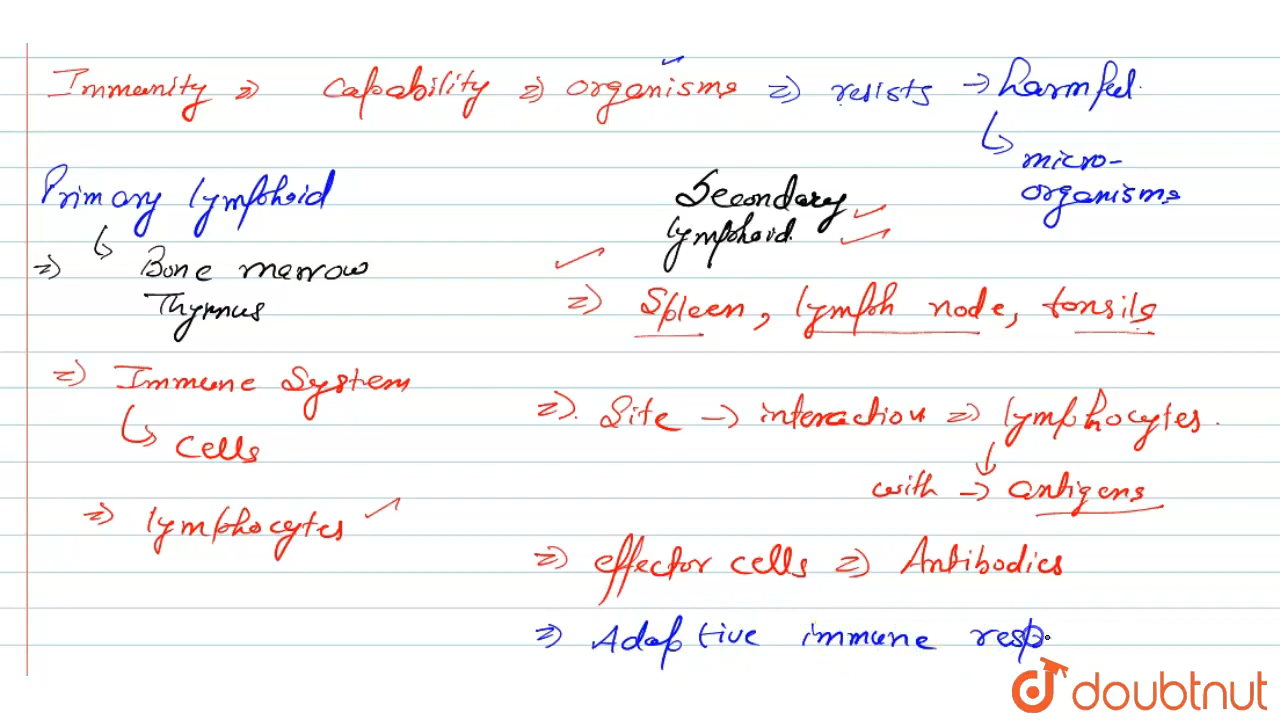 Immunity ⇒ Capability ⇒ organisms ⇒ resists → harmful
↳ micro-
organisms
Primary lymphoid
↳
⇒ Bone marrow
Thymus
⇒ Immune System
↳ Cells
⇒ lymphocytes ✓
Secondary ✓
lymphoid. ✓
⇒ Spleen, lymph node, tonsils
⇒. Site → interaction ⇒ lymphocytes.
with → antigens
⇒ effector cells ⇒ Antibodies
⇒ Adaptive immune resp.
doubtnut